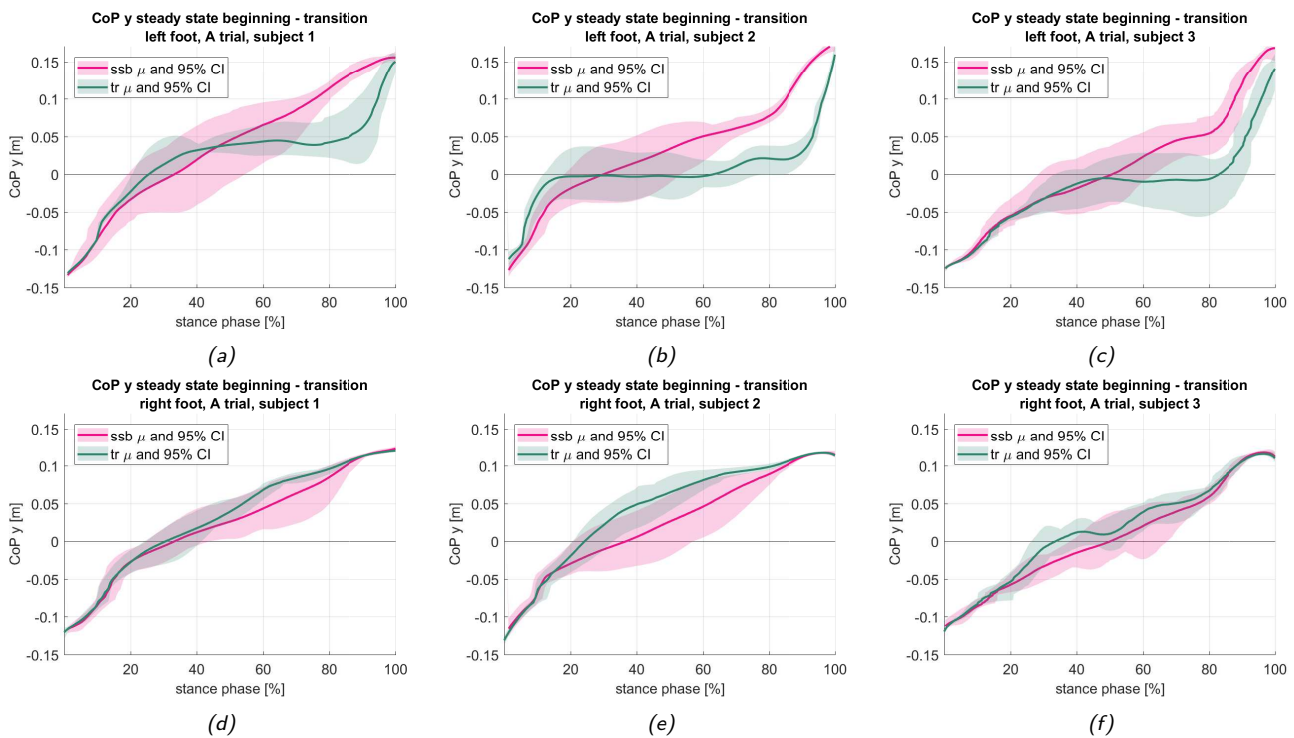 CoP y steady state beginning - transition
left foot, A trial, subject 1
ssb μ and 95% CI
tr μ and 95% CI
CoP y [m]
0.15
0.1
0.05
0
-0.05
-0.1
-0.15
20 40 60 80 100
stance phase [%]
(a)
CoP y steady state beginning - transition
left foot, A trial, subject 2
ssb μ and 95% CI
tr μ and 95% CI
CoP y [m]
0.15
0.1
0.05
0
-0.05
-0.1
-0.15
20 40 60 80 100
stance phase [%]
(b)
CoP y steady state beginning - transition
left foot, A trial, subject 3
ssb μ and 95% CI
tr μ and 95% CI
CoP y [m]
0.15
0.1
0.05
0
-0.05
-0.1
-0.15
20 40 60 80 100
stance phase [%]
(c)
CoP y steady state beginning - transition
right foot, A trial, subject 1
ssb μ and 95% CI
tr μ and 95% CI
CoP y [m]
0.15
0.1
0.05
0
-0.05
-0.1
-0.15
20 40 60 80 100
stance phase [%]
(d)
CoP y steady state beginning - transition
right foot, A trial, subject 2
ssb μ and 95% CI
tr μ and 95% CI
CoP y [m]
0.15
0.1
0.05
0
-0.05
-0.1
-0.15
20 40 60 80 100
stance phase [%]
(e)
CoP y steady state beginning - transition
right foot, A trial, subject 3
ssb μ and 95% CI
tr μ and 95% CI
CoP y [m]
0.15
0.1
0.05
0
-0.05
-0.1
-0.15
20 40 60 80 100
stance phase [%]
(f)